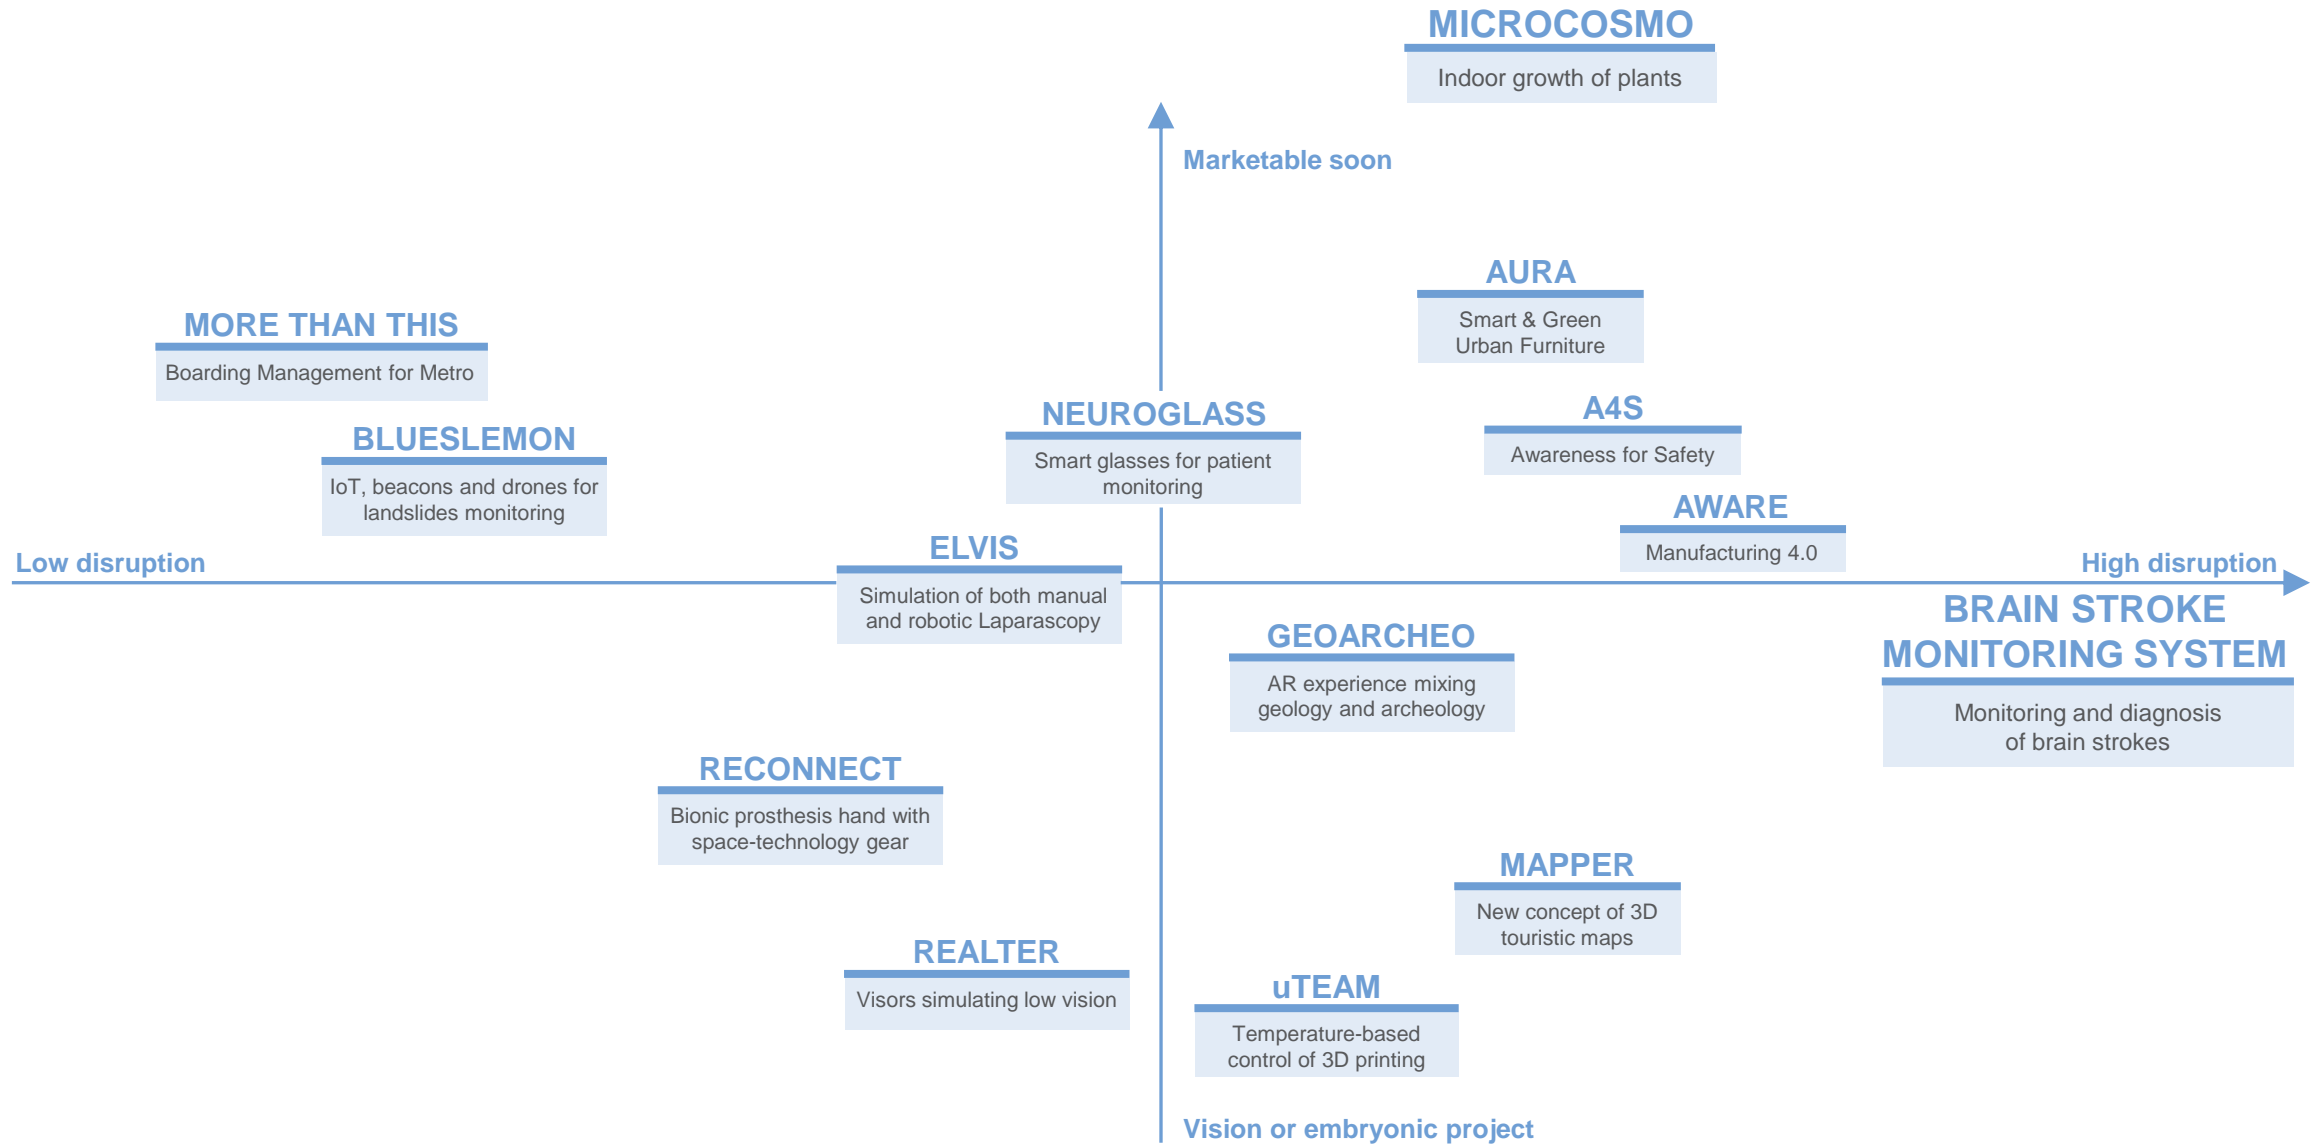 MICROCOSMO
Indoor growth of plants
Marketable soon
AURA
Smart & Green
Urban Furniture
MORE THAN THIS
Boarding Management for Metro
NEUROGLASS
Smart glasses for patient
monitoring
A4S
Awareness for Safety
BLUESLEMON
IoT, beacons and drones for
landslides monitoring
AWARE
Manufacturing 4.0
Low disruption
High disruption
ELVIS
Simulation of both manual
and robotic Laparascopy
BRAIN STROKE
MONITORING SYSTEM
Monitoring and diagnosis
of brain strokes
GEOARCHEO
AR experience mixing
geology and archeology
RECONNECT
Bionic prosthesis hand with
space-technology gear
MAPPER
New concept of 3D
touristic maps
REALTER
Visors simulating low vision
uTEAM
Temperature-based
control of 3D printing
Vision or embryonic project